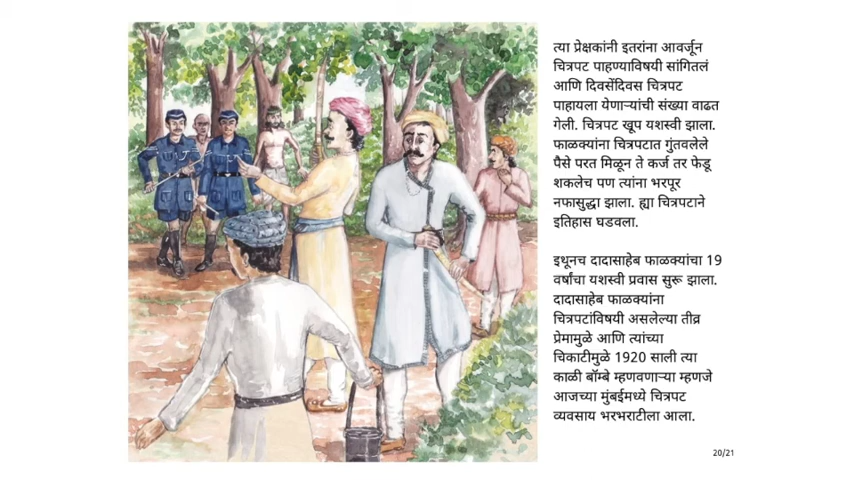 त्या प्रेक्षकांनी इतरांना आवर्जून
चित्रपट पाहण्याविषयी सांगितलं
आणि दिवसेंदिवस चित्रपट
पाहायला येणाऱ्यांची संख्या वाढत
गेली. चित्रपट खूप यशस्वी झाला.
फाळक्यांना चित्रपटात गुंतवलेले
पैसे परत मिळून ते कर्ज तर फेडू
शकलेच पण त्यांना भरपूर
नफासुद्धा झाला. ह्या चित्रपटाने
इतिहास घडवला.
इथूनच दादासाहेब फाळक्यांचा 19
वर्षांचा यशस्वी प्रवास सुरू झाला.
दादासाहेब फाळक्यांना
चित्रपटांविषयी असलेल्या तीव्र
प्रेमामुळे आणि त्यांच्या
चिकाटीमुळे 1920 साली त्या
काळी बॉम्बे म्हणवणाऱ्या म्हणजे
आजच्या मुंबईमध्ये चित्रपट
व्यवसाय भरभराटीला आला.
20/21